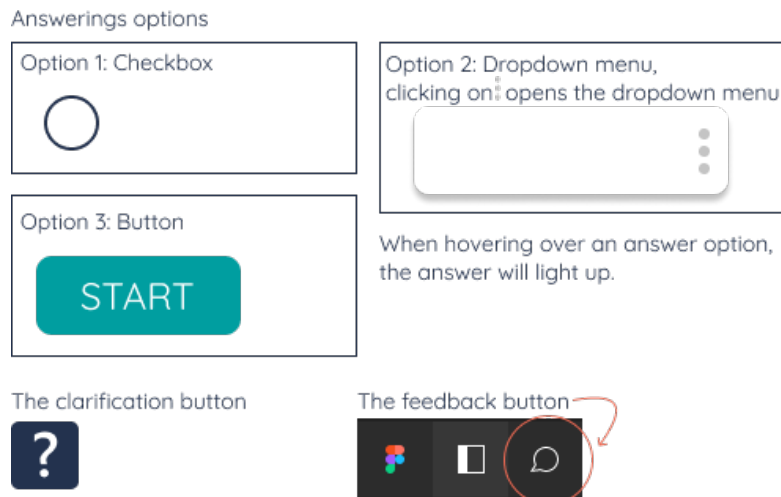 Answerings options
Option 1: Checkbox
Option 2: Dropdown menu,
clicking on opens the dropdown menu
Option 3: Button
START
When hovering over an answer option,
the answer will light up.
The clarification button
?
The feedback button